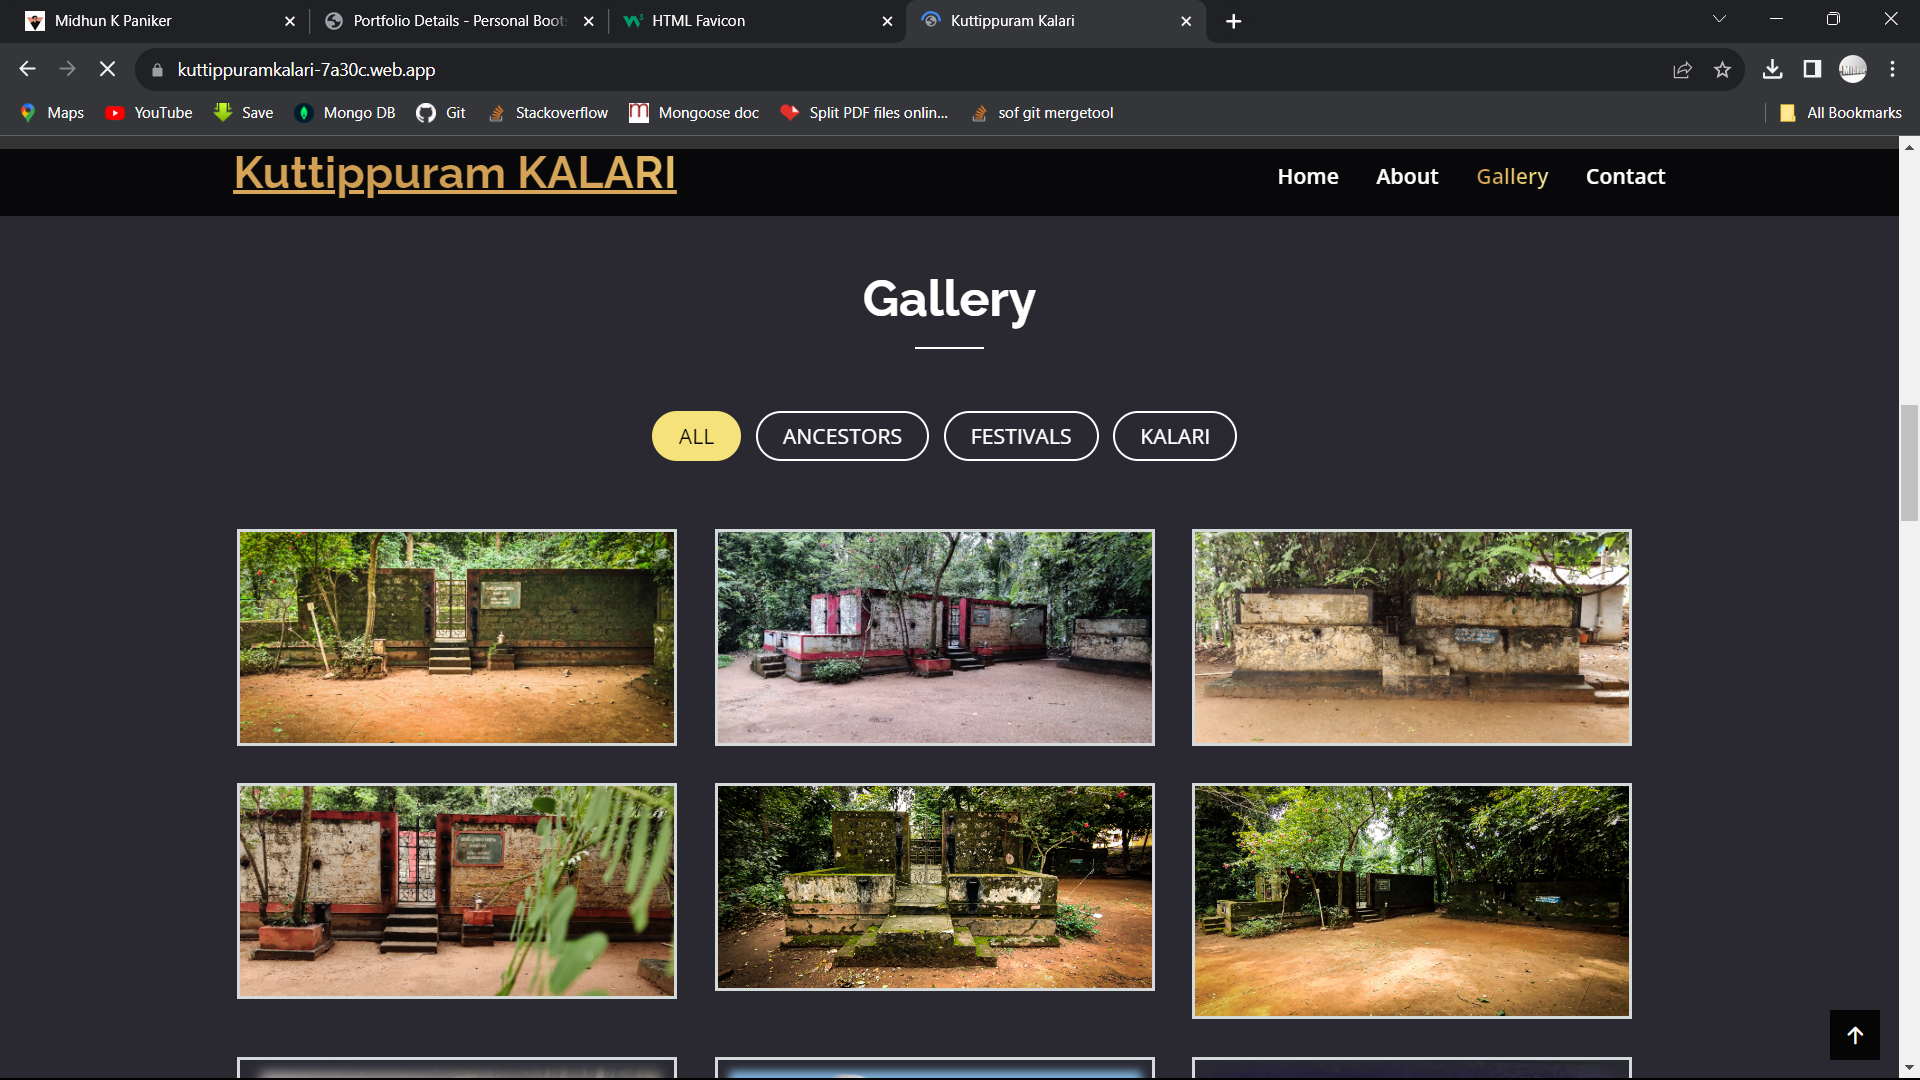 Midhun K Paniker
Portfolio Details - Personal Boots
HTML Favicon
Kuttippuram Kalari
kuttippuramkalari-7a30c.web.app
Maps
YouTube
Save
Mongo DB
Git
Stackoverflow
Mongoose doc
Split PDF files onlin...
sof git mergetool
All Bookmarks
Kuttippuram KALARI
Home
About
Gallery
Contact
Gallery
ALL
ANCESTORS
FESTIVALS
KALARI